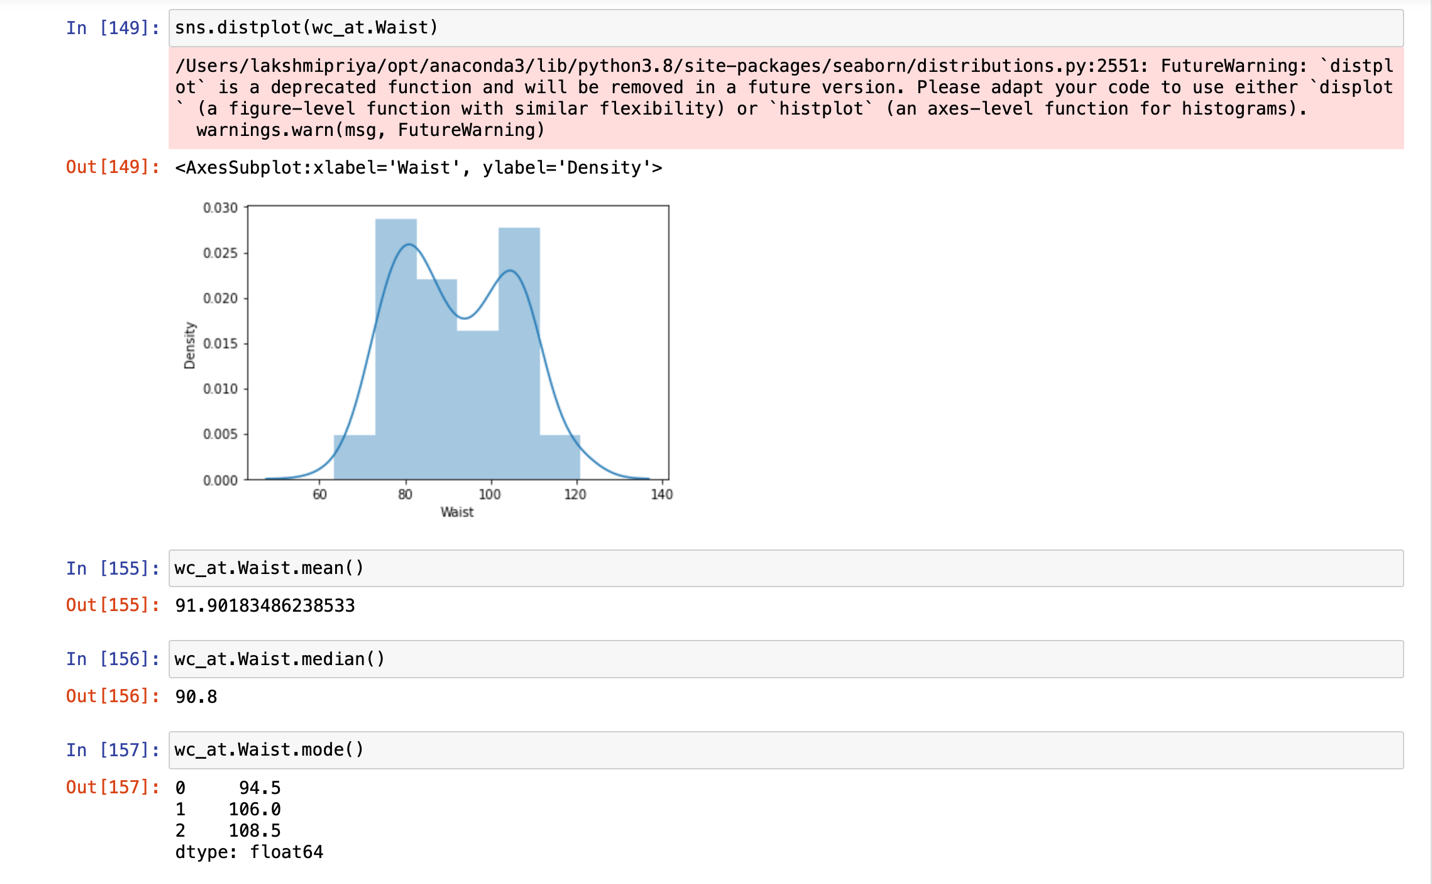 In [149]: sns.distplot(wc_at.Waist)
/Users/lakshmipriya/opt/anaconda3/lib/python3.8/site-packages/seaborn/distributions.py:2551: FutureWarning: `distpl
ot` is a deprecated function and will be removed in a future version. Please adapt your code to use either `displot
` (a figure-level function with similar flexibility) or `histplot` (an axes-level function for histograms).
warnings.warn(msg, FutureWarning)
Out[149]: <AxesSubplot:xlabel='Waist', ylabel='Density'>
0.030
0.025
0.020
0.015
0.010
0.005
0.000
Density
60 80 100 120 140
Waist
In [155]: wc_at.Waist.mean()
Out[155]: 91.90183486238533
In [156]: wc_at.Waist.median()
Out[156]: 90.8
In [157]: wc_at.Waist.mode()
Out[157]: 0 94.5
1 106.0
2 108.5
dtype: float64